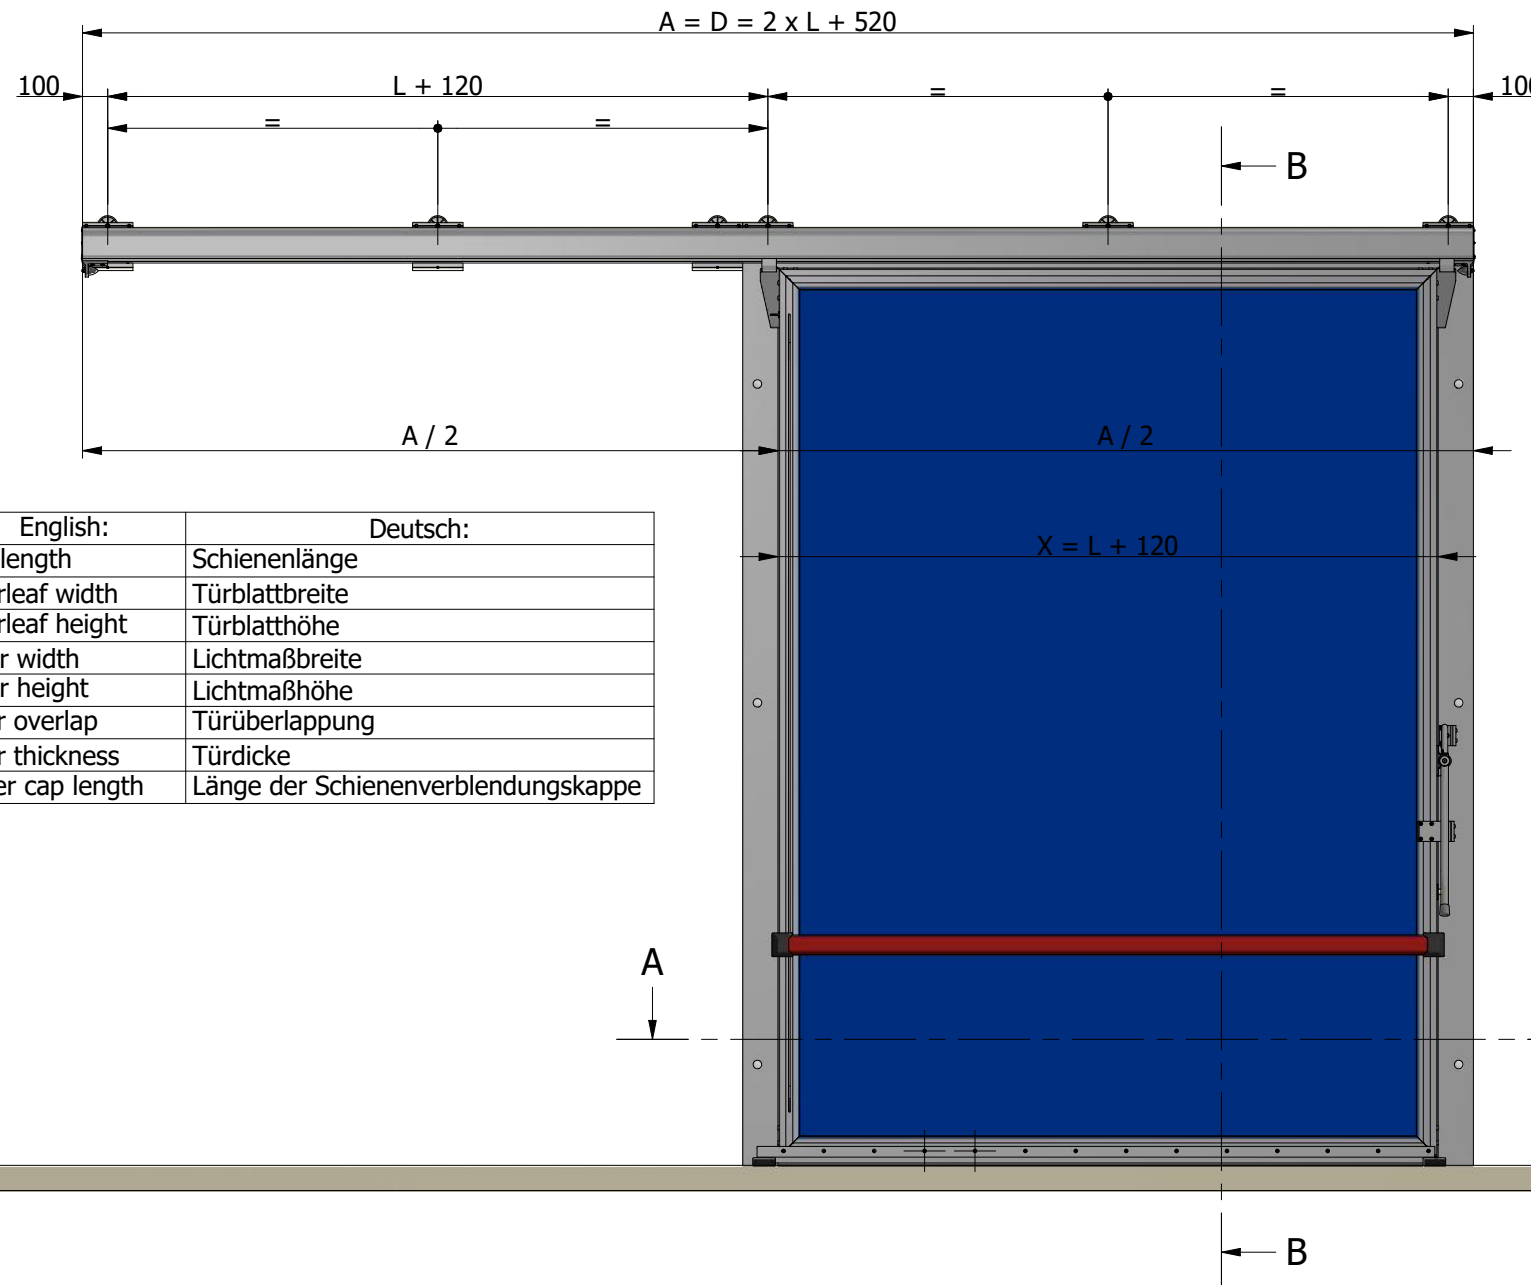 A = D = 2 x L + 520
100
L + 120
=
=
100
=
=
B
A / 2
A / 2
X = L + 120
English: Deutsch:
length Schienenlänge
rleaf width Türblattbreite
rleaf height Türblatthöhe
r width Lichtmaßbreite
r height Lichtmaßhöhe
r overlap Türüberlappung
r thickness Türdicke
er cap length Länge der Schienenverblendungskappe
A
B